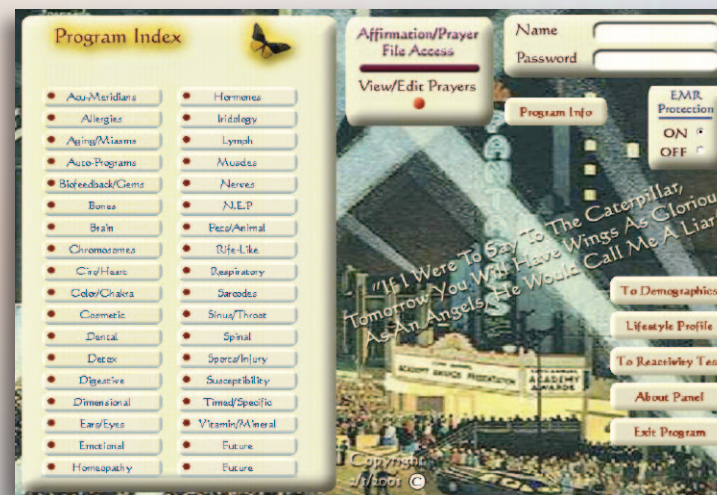 Program Index
Acu-Meridians
Allergies
Aging/Miasms
Auto-Programs
Biofeedback/Gems
Bones
Brain
Chromosomes
Circ/Heart
Color/Chakra
Cosmetic
Dental
Detox
Digestive
Dimensional
Ears/Eyes
Emotional
Homeopathy
Hormones
Iridology
Lymph
Muscles
Nerves
N.E.P
Pets/Animal
Rife-Like
Respiratory
Sarcodes
Sinus/Throat
Spinal
Sports/Injury
Susceptibility
Timed/Specific
Vitamin/Mineral
Future
Future
Affirmation/Prayer
File Access
View/Edit Prayers
Name
Password
Program Info
EMR
Protection
ON
OFF
"If I Were To Say To The Caterpillar,
Tomorrow You Will Have Wings As Gloriou
As An Angels, He Would Call Me A Liar
To Demographics
Lifestyle Profile
To Reactivity Tes
About Panel
Exit Program
ACADEMY AWARDS PRESENTATION
ACADEMY
AWARDS
Copyright
2/1/2001 ©